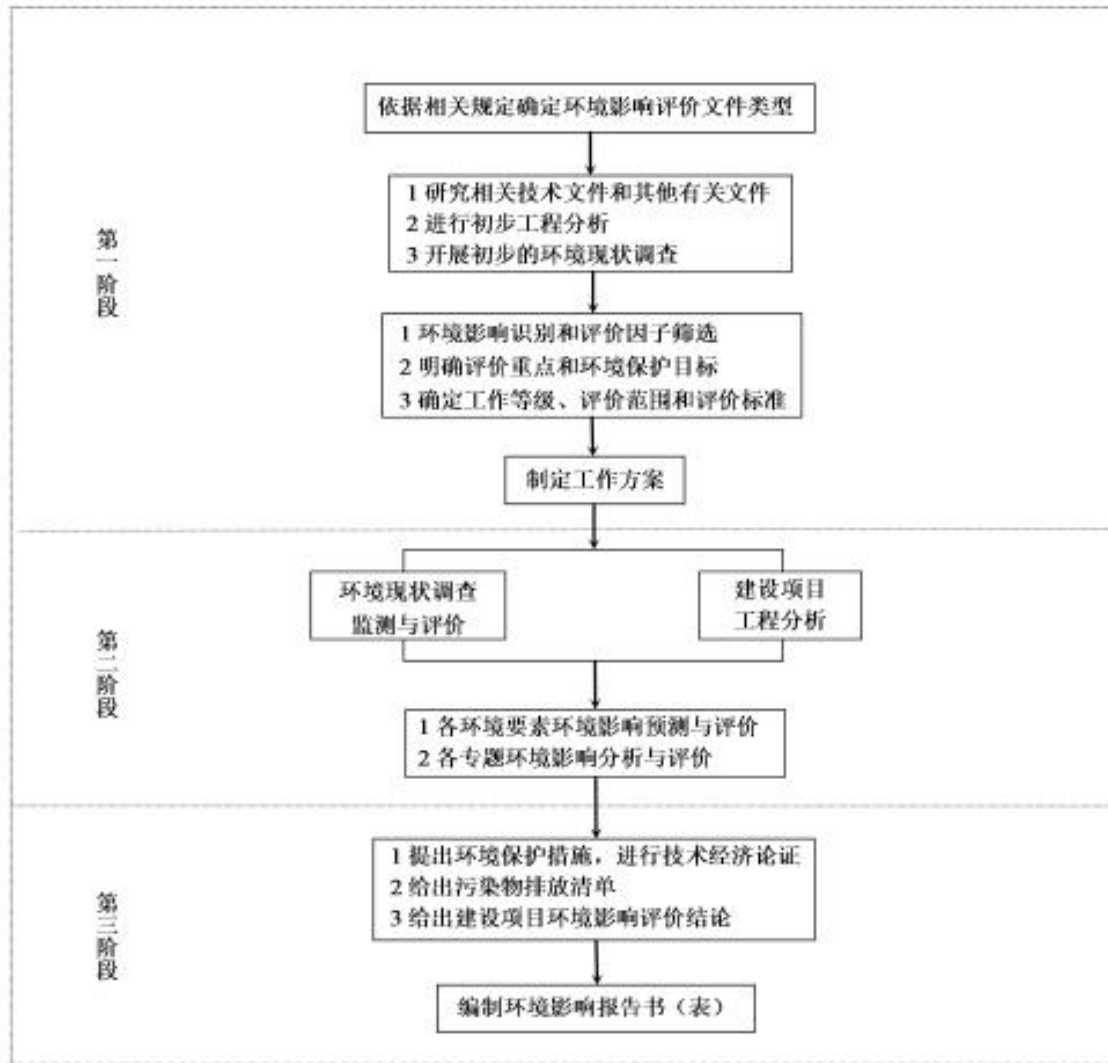 依据相关规定确定环境影响评价文件类型
1 研究相关技术文件和其他有关文件
2 进行初步工程分析
3 开展初步的环境现状调查
第一阶段
1 环境影响识别和评价因子筛选
2 明确评价重点和环境保护目标
3 确定工作等级、评价范围和评价标准
制定工作方案
环境现状调查
监测与评价
建设项目
工程分析
第二阶段
1 各环境要素环境影响预测与评价
2 各专题环境影响分析与评价
1 提出环境保护措施，进行技术经济论证
2 给出污染物排放清单
3 给出建设项目环境影响评价结论
第三阶段
编制环境影响报告书（表）